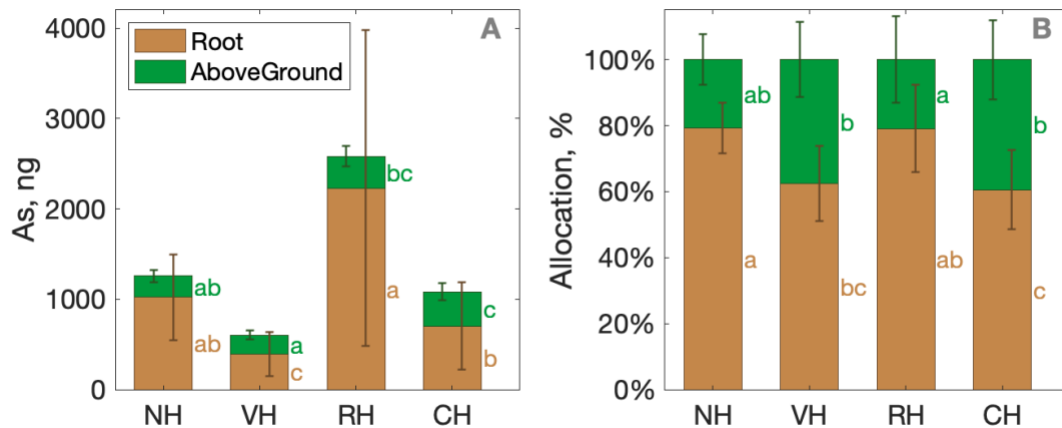 A
Root
AboveGround
As, ng
4000
3000
2000
1000
0
ab
ab
a
c
bc
a
c
b
NH VH RH CH
B
Allocation, %
100%
80%
60%
40%
20%
0%
ab
a
b
bc
a
ab
b
c
NH VH RH CH